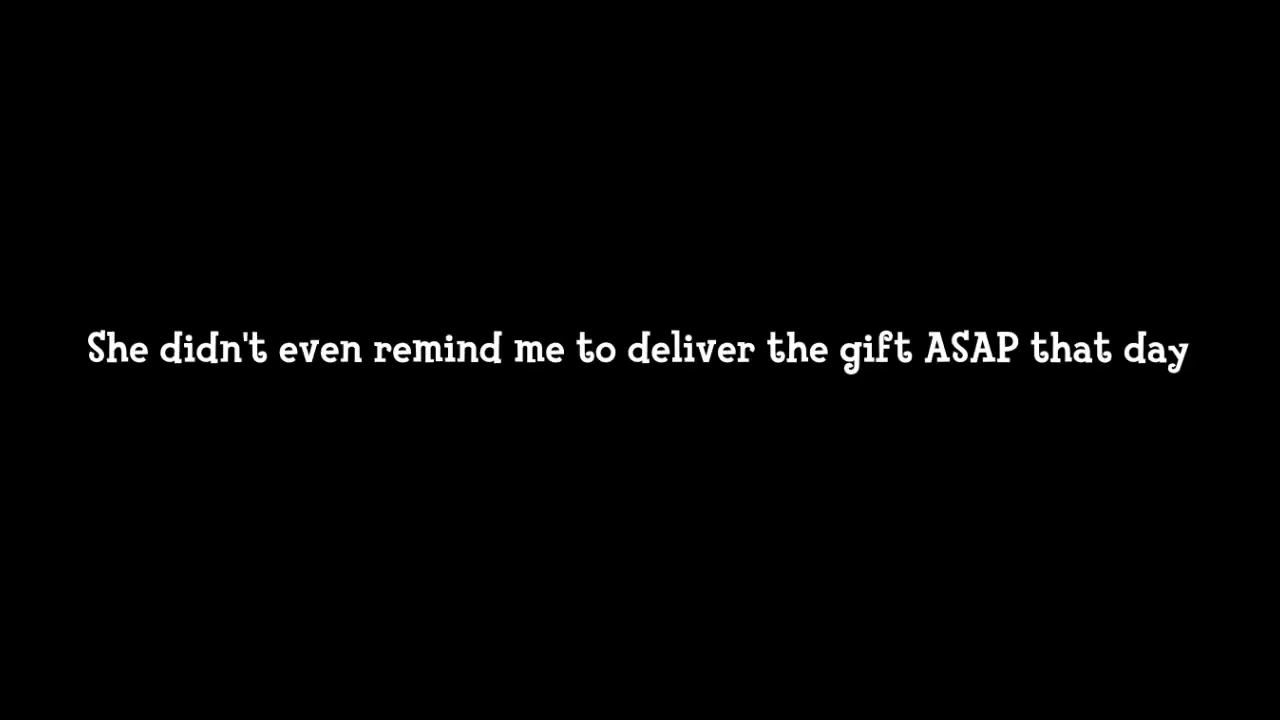 She didn't even remind me to deliver the gift ASAP that day